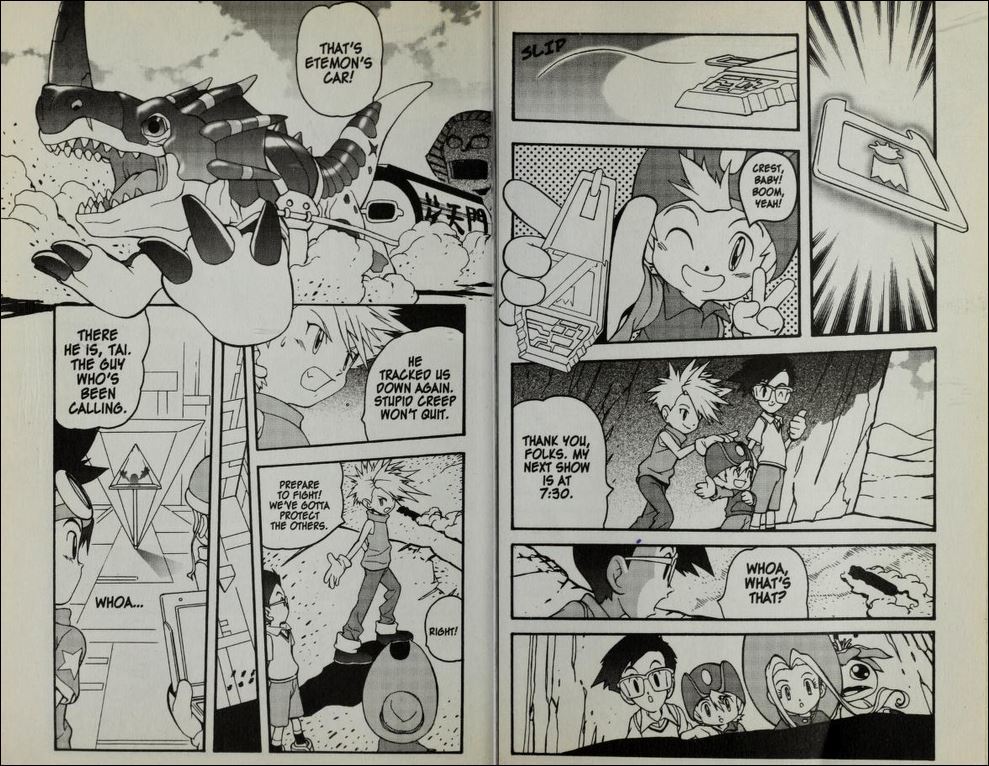 SLIP
CREST,
BABY!
BOOM,
YEAH!
THANK YOU,
FOLKS. MY
NEXT SHOW
IS AT
7:30.
WHOA,
WHAT'S
THAT?
THAT'S
ETEMON'S
CAR!
HE
TRACKED US
DOWN AGAIN.
STUPID CREEP
WON'T QUIT.
PREPARE
TO FIGHT!
WE'VE GOTTA
PROTECT
THE OTHERS.
RIGHT!
THERE
HE IS, TAI.
THE GUY
WHO'S
BEEN
CALLING.
WHOA...